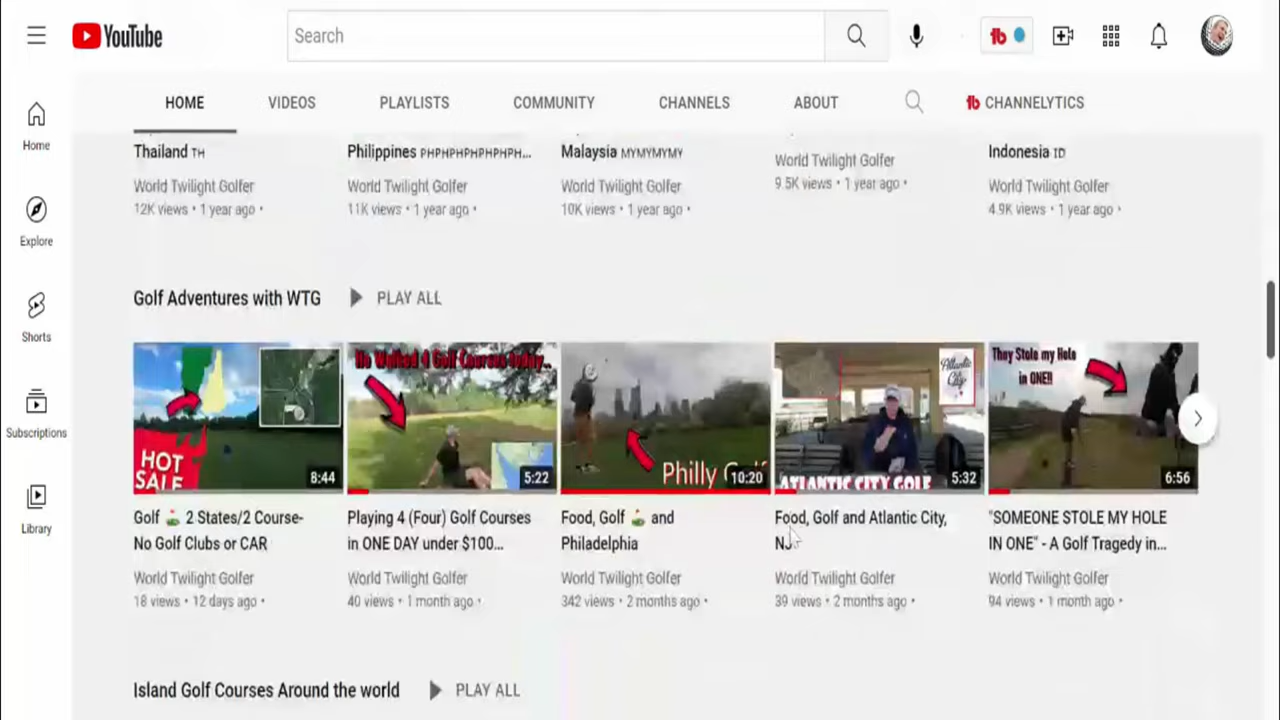 YouTube
Search
HOME VIDEOS PLAYLISTS COMMUNITY CHANNELS ABOUT CHANNELYTICS
Home
Explore
Shorts
Subscriptions
Library
Thailand TH
World Twilight Golfer
12K views • 1 year ago •
Philippines PHPHPHPHPHPHPH...
World Twilight Golfer
11K views • 1 year ago •
Malaysia MYMYMYMY
World Twilight Golfer
10K views • 1 year ago •
World Twilight Golfer
9.5K views • 1 year ago •
Indonesia ID
World Twilight Golfer
4.9K views • 1 year ago •
Golf Adventures with WTG PLAY ALL
HOT
SALE
8:44
Golf ⛳ 2 States/2 Course-
No Golf Clubs or CAR
World Twilight Golfer
18 views • 12 days ago •
He Walked 4 Golf Courses today..
5:22
Playing 4 (Four) Golf Courses
in ONE DAY under $100...
World Twilight Golfer
40 views • 1 month ago •
Philly Golf
10:20
Food, Golf ⛳ and
Philadelphia
World Twilight Golfer
342 views • 2 months ago •
Atlantic
City
ATLANTIC CITY GOLF
5:32
Food, Golf and Atlantic City,
NJ
World Twilight Golfer
39 views • 2 months ago •
They Stole my Hole
in ONE!!
6:56
"SOMEONE STOLE MY HOLE
IN ONE" - A Golf Tragedy in...
World Twilight Golfer
94 views • 1 month ago •
Island Golf Courses Around the world PLAY ALL